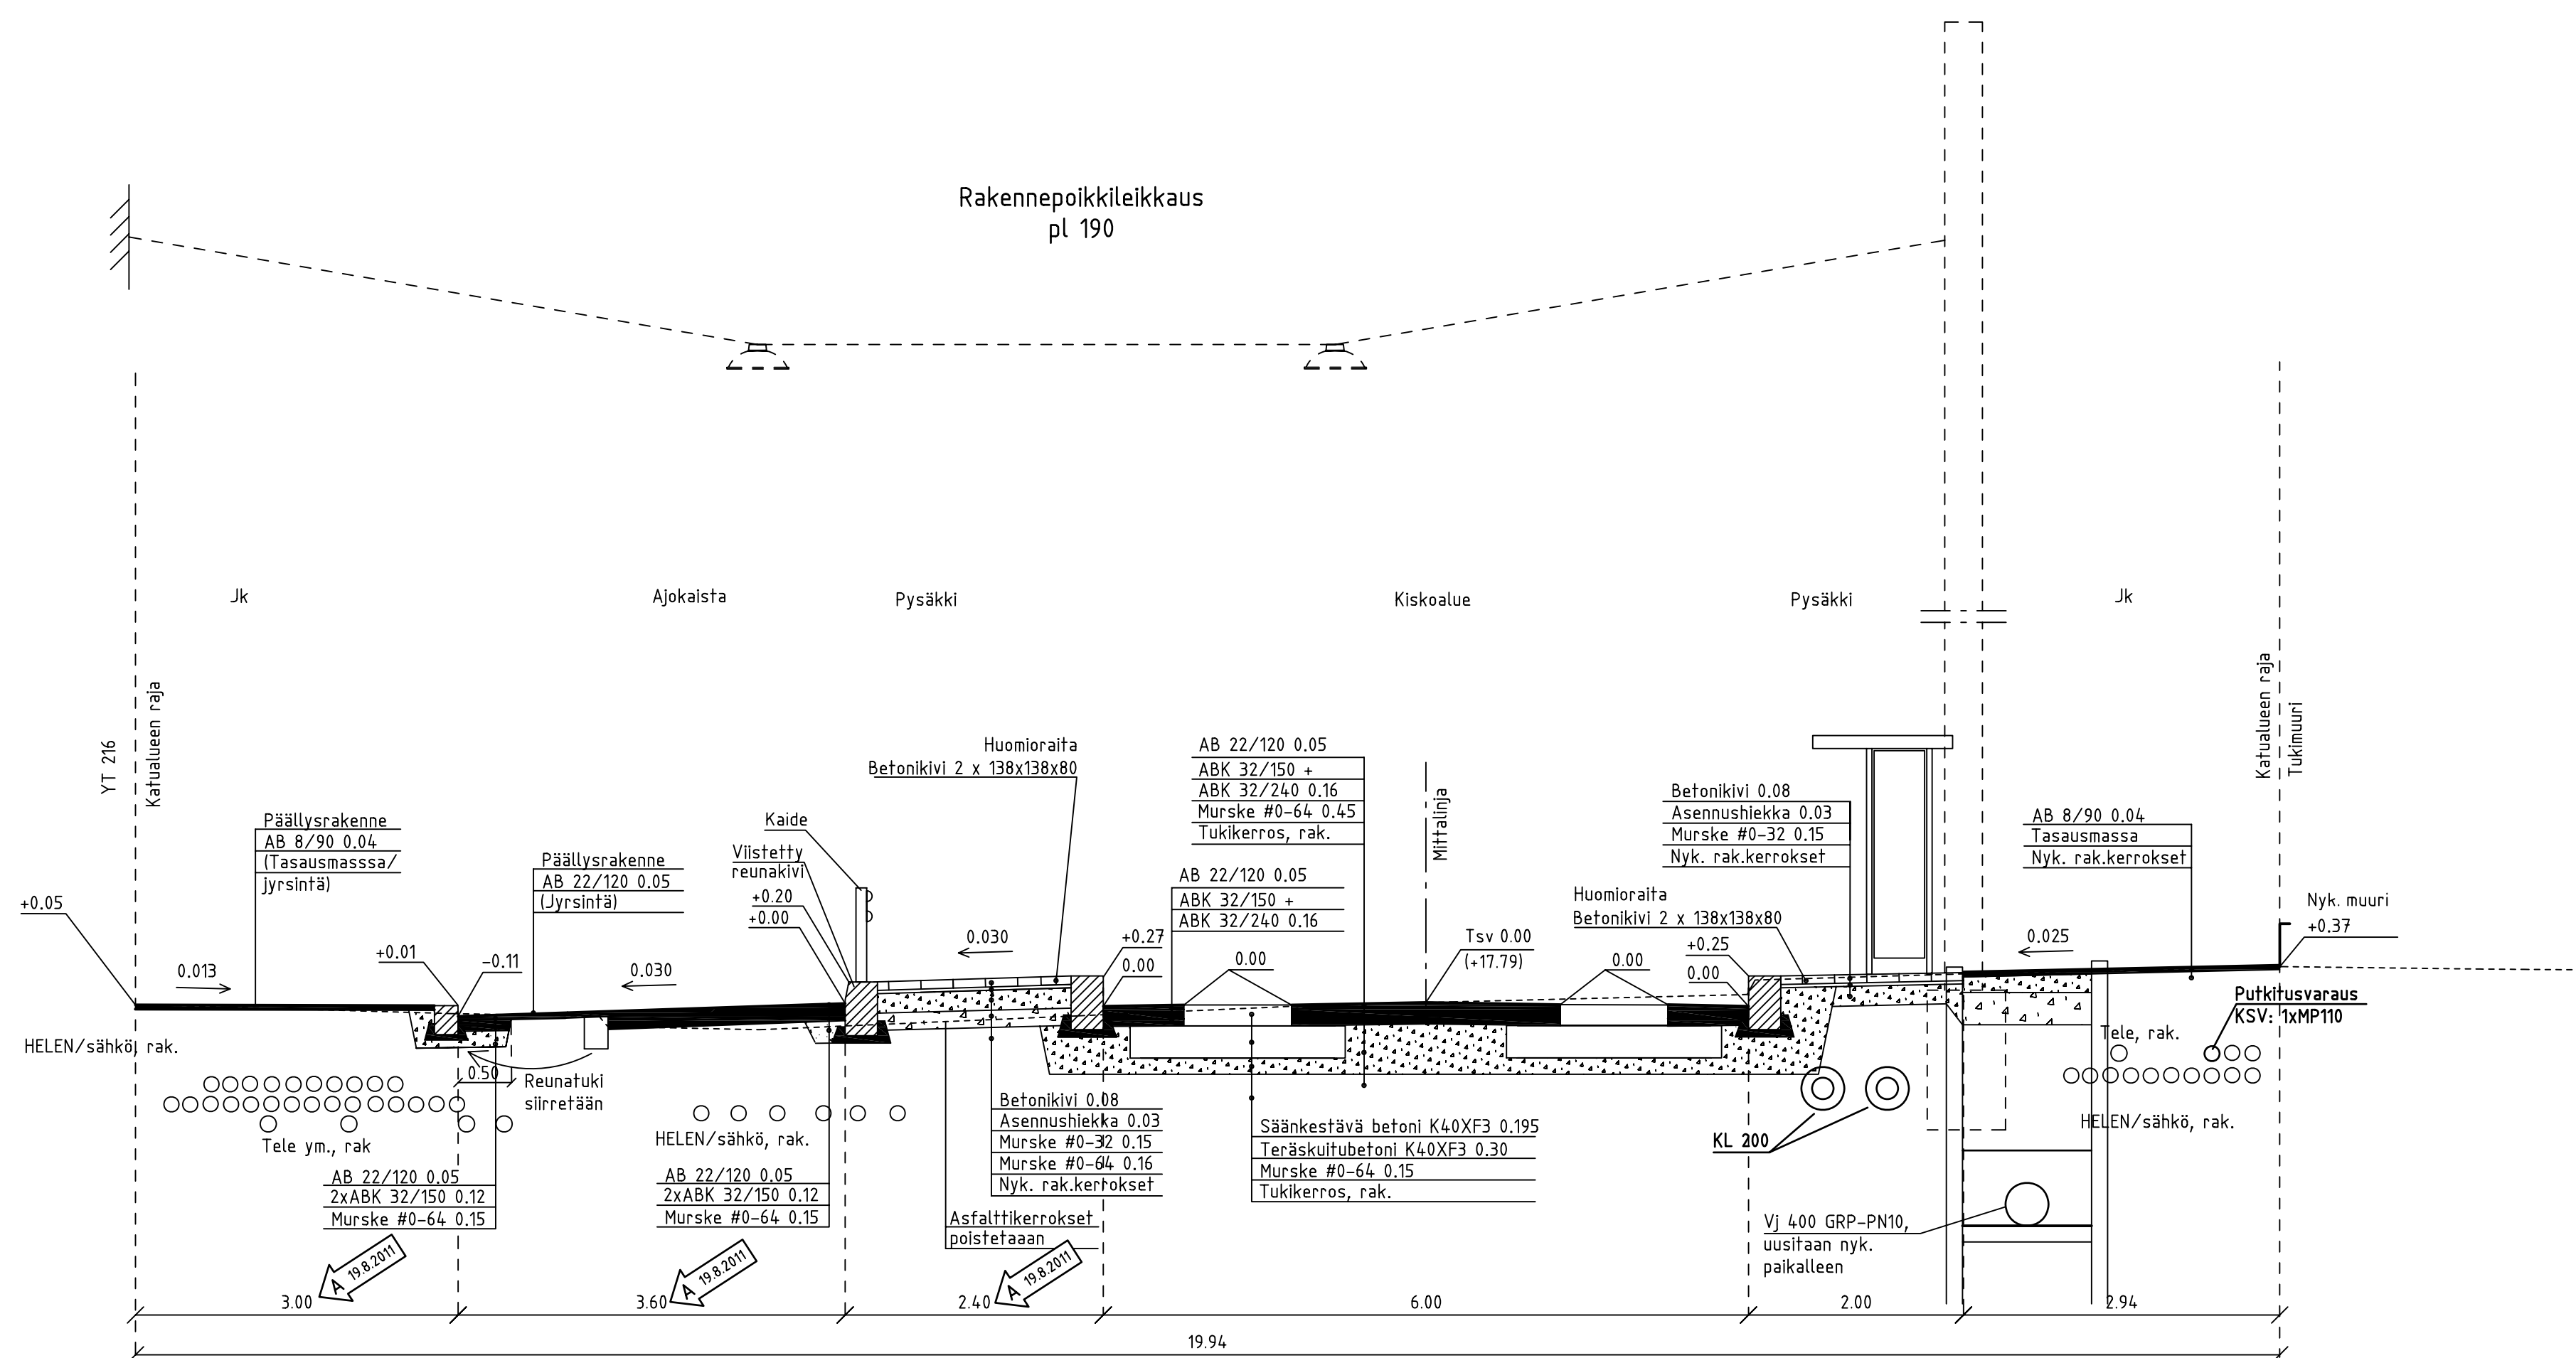 Rakennepoikkileikkaus
pl 190
Jk
Ajokaista
Pysäkki
Kiskoalue
Pysäkki
Jk
YT 216
Katualueen raja
Katualueen raja
Tukimuuri
Mittalinja
Huomioraita
Betonikivi 2 x 138x138x80
AB 22/120 0.05
ABK 32/150 +
ABK 32/240 0.16
Murske #0-64 0.45
Tukikerros, rak.
Betonikivi 0.08
Asennushiekka 0.03
Murske #0-32 0.15
Nyk. rak.kerrokset
AB 8/90 0.04
Tasausmassa
Nyk. rak.kerrokset
Päällysrakenne
AB 8/90 0.04
(Tasausmasssa/
jyrsintä)
Päällysrakenne
AB 22/120 0.05
(Jyrsintä)
Kaide
Viistetty
reunakivi
+0.20
+0.00
AB 22/120 0.05
ABK 32/150 +
ABK 32/240 0.16
Huomioraita
Betonikivi 2 x 138x138x80
+0.05
0.013
+0.01
-0.11
0.030
0.030
+0.27
0.00
0.00
Tsv 0.00
(+17.79)
0.00
+0.25
0.00
0.025
Nyk. muuri
+0.37
Putkitusvaraus
KSV: 1xMP110
Tele, rak.
HELEN/sähkö, rak.
HELEN/sähkö, rak.
0.50
Reunatuki
siirretään
Tele ym., rak
HELEN/sähkö, rak.
Betonikivi 0.08
Asennushiekka 0.03
Murske #0-32 0.15
Murske #0-64 0.16
Nyk. rak.kerrokset
Säänkestävä betoni K40XF3 0.195
Teräskuitubetoni K40XF3 0.30
Murske #0-64 0.15
Tukikerros, rak.
KL 200
AB 22/120 0.05
2xABK 32/150 0.12
Murske #0-64 0.15
AB 22/120 0.05
2xABK 32/150 0.12
Murske #0-64 0.15
Asfalttikerrokset
poistetaaan
Vj 400 GRP-PN10,
uusitaan nyk.
paikalleen
A 19.8.2011
A 19.8.2011
A 19.8.2011
3.00
3.60
2.40
6.00
2.00
2.94
19.94